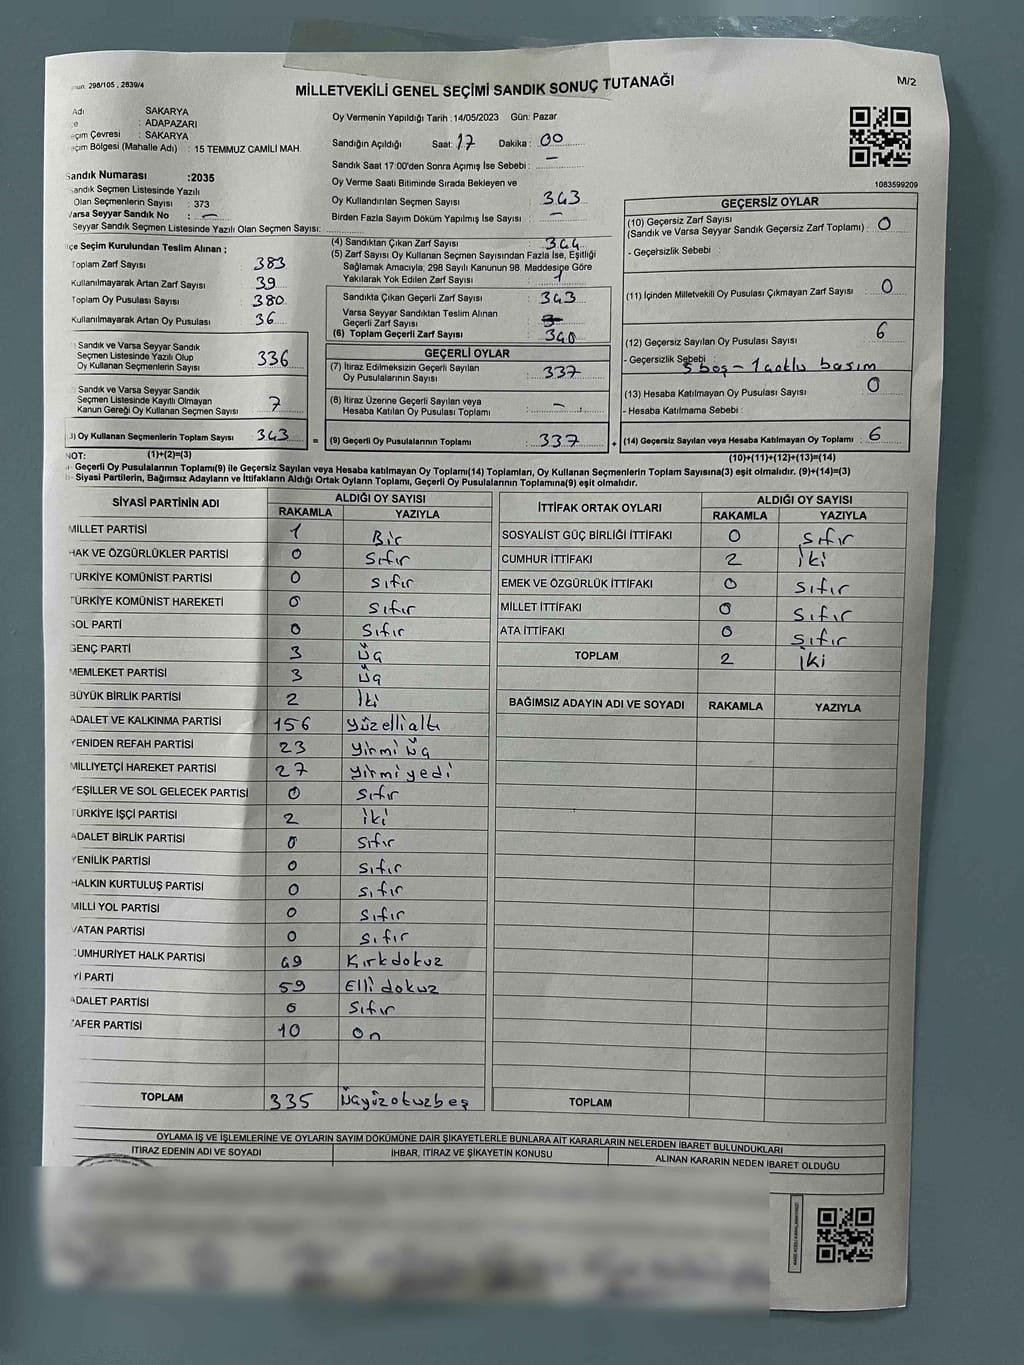 298/105 , 2839/4
MİLLETVEKİLİ GENEL SEÇİMİ SANDIK SONUÇ TUTANAĞI
M/2
Adı SAKARYA
: ADAPAZARI
eçim Çevresi : SAKARYA
eçim Bölgesi (Mahalle Adı) : 15 TEMMUZ CAMİLİ MAH.
Sandık Numarası :2035
Sandık Seçmen Listesinde Yazılı
Olan Seçmenlerin Sayısı : 373
Varsa Seyyar Sandık No : —
Seyyar Sandık Seçmen Listesinde Yazılı Olan Seçmen Sayısı:
çe Seçim Kurulundan Teslim Alınan ;
Toplam Zarf Sayısı 383
Kullanılmayarak Artan Zarf Sayısı 39
Toplam Oy Pusulası Sayısı 380
Kullanılmayarak Artan Oy Pusulası 36
Sandık ve Varsa Seyyar Sandık
Seçmen Listesinde Yazılı Olup
Oy Kullanan Seçmenlerin Sayısı 336
Sandık ve Varsa Seyyar Sandık
Seçmen Listesinde Kayıtlı Olmayan
Kanun Gereği Oy Kullanan Seçmen Sayısı 7
3) Oy Kullanan Seçmenlerin Toplam Sayısı 343 =
Oy Vermenin Yapıldığı Tarih : 14/05/2023 Gün: Pazar
Sandığın Açıldığı Saat: 17 Dakika : 00
Sandık Saat 17:00'den Sonra Açımış İse Sebebi : —
Oy Verme Saati Bitiminde Sırada Bekleyen ve
Oy Kullandırılan Seçmen Sayısı 343
Birden Fazla Sayım Döküm Yapılmış İse Sayısı : —
(4) Sandıktan Çıkan Zarf Sayısı : 344
(5) Zarf Sayısı Oy Kullanan Seçmen Sayısından Fazla İse, Eşitliği
Sağlamak Amacıyla, 298 Sayılı Kanunun 98. Maddesine Göre
Yakılarak Yok Edilen Zarf Sayısı : 1
Sandıkta Çıkan Geçerli Zarf Sayısı : 343
Varsa Seyyar Sandıktan Teslim Alınan
Geçerli Zarf Sayısı :
(6) Toplam Geçerli Zarf Sayısı : 340
GEÇERLİ OYLAR
(7) İtiraz Edilmeksizin Geçerli Sayılan
Oy Pusulalarının Sayısı : 337
(8) İtiraz Üzerine Geçerli Sayılan veya
Hesaba Katılan Oy Pusulası Toplamı : —
(9) Geçerli Oy Pusulalarının Toplamı : 337 +
1083599209
GEÇERSİZ OYLAR
(10) Geçersiz Zarf Sayısı
(Sandık ve Varsa Seyyar Sandık Geçersiz Zarf Toplamı) : 0
- Geçersizlik Sebebi :
(11) İçinden Milletvekili Oy Pusulası Çıkmayan Zarf Sayısı : 0
(12) Geçersiz Sayılan Oy Pusulası Sayısı : 6
- Geçersizlik Sebebi : 5 boş - 1 çoklu basım
(13) Hesaba Katılmayan Oy Pusulası Sayısı : 0
- Hesaba Katılmama Sebebi :
(14) Geçersiz Sayılan veya Hesaba Katılmayan Oy Toplamı : 6
NOT: (1)+(2)=(3) (10)+(11)+(12)+(13)=(14)
a- Geçerli Oy Pusulalarının Toplamı(9) ile Geçersiz Sayılan veya Hesaba katılmayan Oy Toplamı(14) Toplamları, Oy Kullanan Seçmenlerin Toplam Sayısına(3) eşit olmalıdır. (9)+(14)=(3)
b- Siyasi Partilerin, Bağımsız Adayların ve İttifakların Aldığı Ortak Oyların Toplamı, Geçerli Oy Pusulalarının Toplamına(9) eşit olmalıdır.
SİYASİ PARTİNİN ADI ALDIĞI OY SAYISI
RAKAMLA YAZIYLA
MİLLET PARTİSİ 1 Bir
HAK VE ÖZGÜRLÜKLER PARTİSİ 0 Sıfır
TÜRKİYE KOMÜNİST PARTİSİ 0 Sıfır
TÜRKİYE KOMÜNİST HAREKETİ 0 Sıfır
SOL PARTİ 0 Sıfır
GENÇ PARTİ 3 Üç
MEMLEKET PARTİSİ 3 Üç
BÜYÜK BİRLİK PARTİSİ 2 İki
ADALET VE KALKINMA PARTİSİ 156 yüzellialtı
YENİDEN REFAH PARTİSİ 23 yirmi üç
MİLLİYETÇİ HAREKET PARTİSİ 27 yirmi yedi
YEŞİLLER VE SOL GELECEK PARTİSİ 0 Sıfır
TÜRKİYE İŞÇİ PARTİSİ 2 iki
ADALET BİRLİK PARTİSİ 0 Sıfır
YENİLİK PARTİSİ 0 Sıfır
HALKIN KURTULUŞ PARTİSİ 0 Sıfır
MİLLİ YOL PARTİSİ 0 Sıfır
VATAN PARTİSİ 0 Sıfır
CUMHURİYET HALK PARTİSİ 49 Kırkdokuz
İYİ PARTİ 59 Elli dokuz
ADALET PARTİSİ 0 Sıfır
ZAFER PARTİSİ 10 On
TOPLAM 335 Üçyüzotuzbeş
İTTİFAK ORTAK OYLARI ALDIĞI OY SAYISI
RAKAMLA YAZIYLA
SOSYALİST GÜÇ BİRLİĞİ İTTİFAKI 0 Sıfır
CUMHUR İTTİFAKI 2 İki
EMEK VE ÖZGÜRLÜK İTTİFAKI 0 Sıfır
MİLLET İTTİFAKI 0 Sıfır
ATA İTTİFAKI 0 Sıfır
TOPLAM 2 İki
BAĞIMSIZ ADAYIN ADI VE SOYADI RAKAMLA YAZIYLA
TOPLAM
OYLAMA İŞ VE İŞLEMLERİNE VE OYLARIN SAYIM DÖKÜMÜNE DAİR ŞİKAYETLERLE BUNLARA AİT KARARLARIN NELERDEN İBARET BULUNDUKLARI
İTİRAZ EDENİN ADI VE SOYADI İHBAR, İTİRAZ VE ŞİKAYETİN KONUSU ALINAN KARARIN NEDEN İBARET OLDUĞU